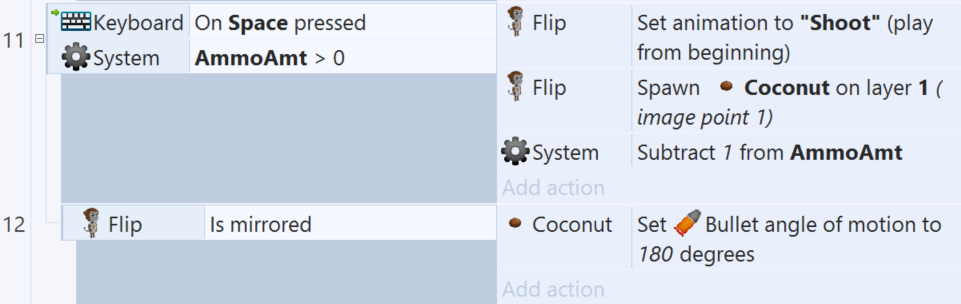 11
Keyboard On Space pressed
System AmmoAmt > 0
Flip Set animation to "Shoot" (play
from beginning)
Flip Spawn Coconut on layer 1 (
image point 1)
System Subtract 1 from AmmoAmt
Add action
12
Flip Is mirrored
Coconut Set Bullet angle of motion to
180 degrees
Add action